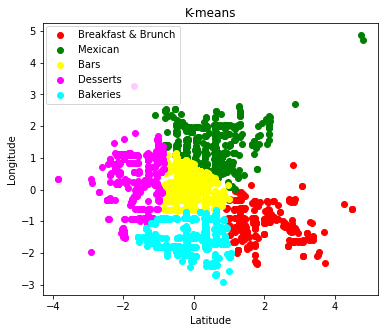 K-means
Breakfast & Brunch
Mexican
Bars
Desserts
Bakeries
Longitude
5
4
3
2
1
0
−1
−2
−3
−4
−2
0
2
4
Latitude